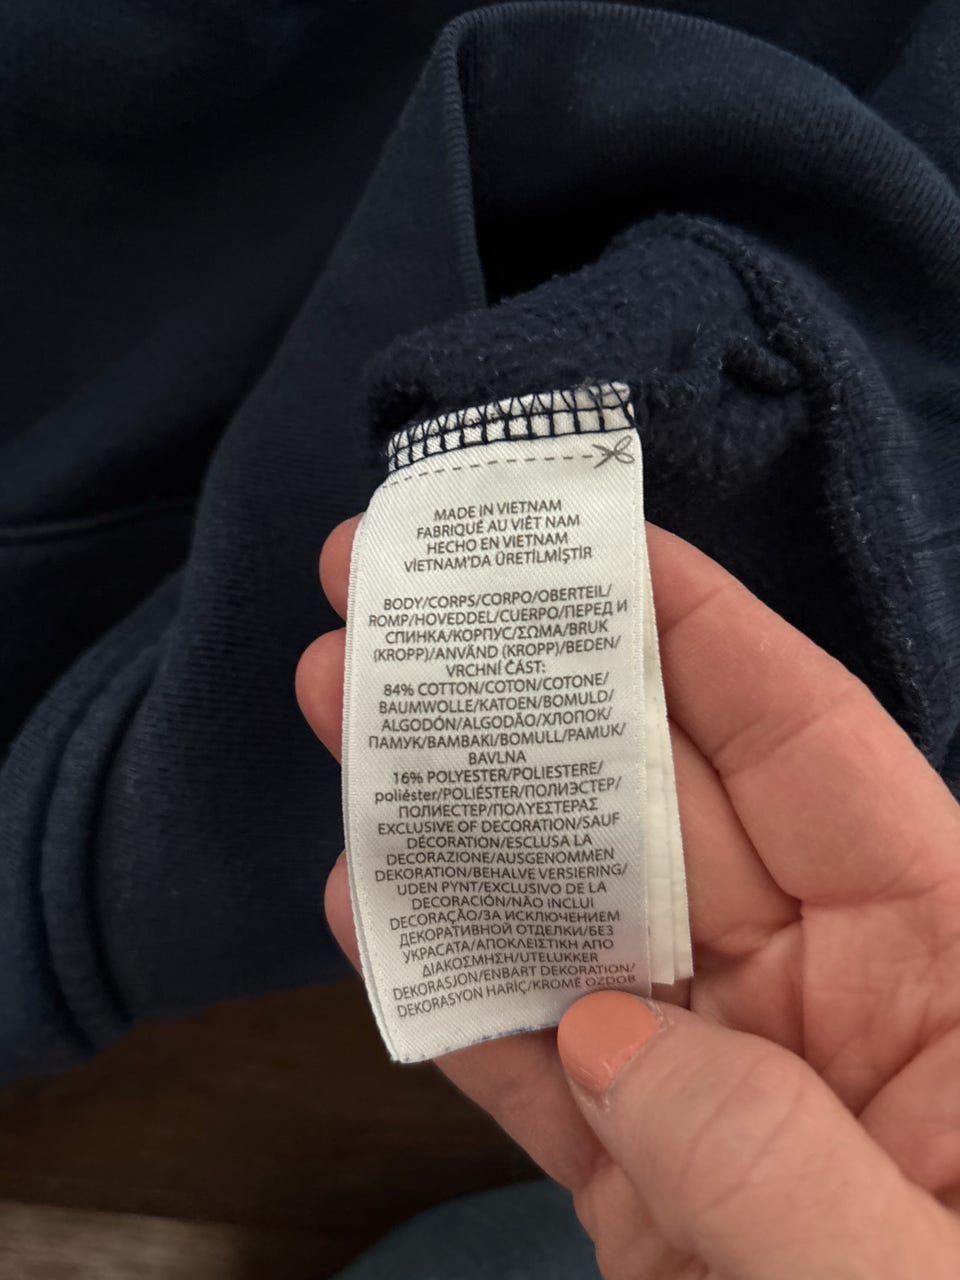 MADE IN VIETNAM
FABRIQUÉ AU VIÊT NAM
HECHO EN VIETNAM
VİETNAM'DA ÜRETİLMİŞTİR
BODY/CORPS/CORPO/OBERTEIL/
ROMP/HOVEDDEL/CUERPO/ПЕРЕД И
СПИНКА/КОРПУС/ΣΩΜΑ/BRUK
(KROPP)/ANVÄND (KROPP)/BEDEN/
VRCHNÍ ČÁST:
84% COTTON/COTON/COTONE/
BAUMWOLLE/KATOEN/BOMULD/
ALGODÓN/ALGODÃO/ХЛОПОК/
ПАМУК/BAMBAKI/BOMULL/PAMUK/
BAVLNA
16% POLYESTER/POLIESTERE/
poliéster/POLIÉSTER/ПОЛИЭСТЕР/
ПОЛИЕСТЕР/ΠΟΛΥΕΣΤΕΡΑΣ
EXCLUSIVE OF DECORATION/SAUF
DÉCORATION/ESCLUSA LA
DECORAZIONE/AUSGENOMMEN
DEKORATION/BEHALVE VERSIERING/
UDEN PYNT/EXCLUSIVO DE LA
DECORACIÓN/NÃO INCLUI
DECORAÇÃO/ЗА ИСКЛЮЧЕНИЕМ
ДЕКОРАТИВНОЙ ОТДЕЛКИ/БЕЗ
УКРАСАТА/ΑΠΟΚΛΕΙΣΤΙΚΗ ΑΠΟ
ΔΙΑΚΟΣΜΗΣΗ/UTELUKKER
DEKORASJON/ENBART DEKORATION/
DEKORASYON HARİÇ/KROMĚ OZDOB